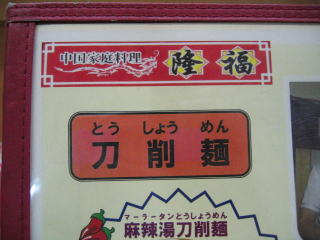 中国家庭料理 隆福
とう しょう めん
刀削麺
マーラータンとうしょうめん
麻辣湯刀削麺